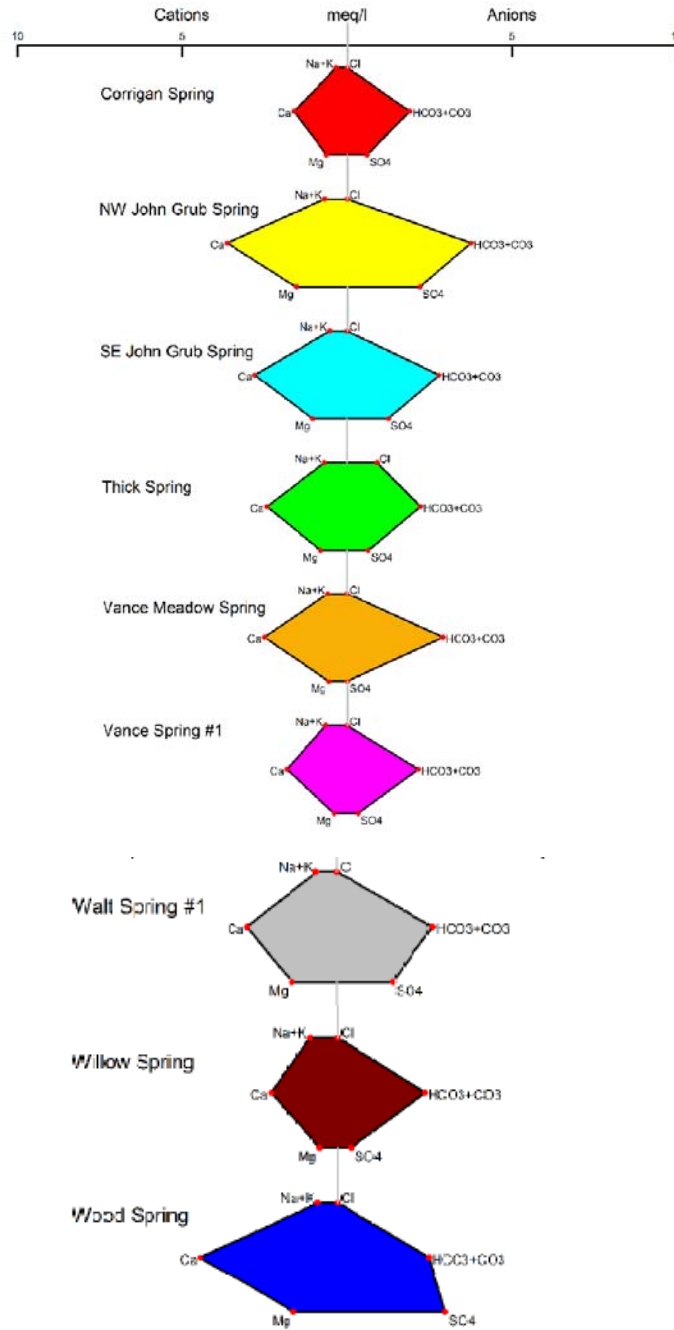 Cations meq/l Anions
10 5 5 1
Na+K Cl
Corrigan Spring
Ca HCO3+CO3
Mg SO4
Na+K Cl
NW John Grub Spring
Ca HCO3+CO3
Mg SO4
Na+K Cl
SE John Grub Spring
Ca HCO3+CO3
Mg SO4
Na+K Cl
Thick Spring
Ca HCO3+CO3
Mg SO4
Na+K Cl
Vance Meadow Spring
Ca HCO3+CO3
Mg SO4
Na+K Cl
Vance Spring #1
Ca HCO3+CO3
Mg SO4
Na+K C
Walt Spring #1
Ca HCO3+CO3
Mg SO4
Na+K Cl
Willow Spring
Ca HCO3+CO3
Mg SO4
Na+K Cl
Wood Spring
Ca HCO3+CO3
Mg SO4